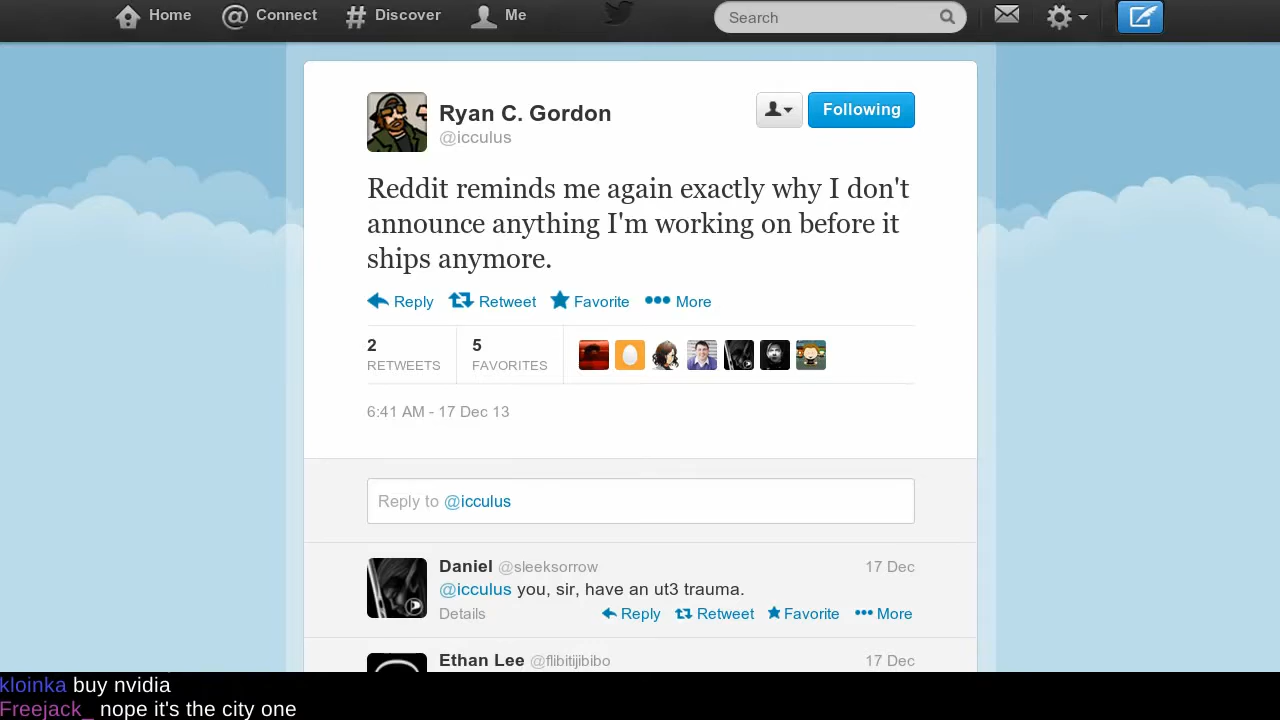 Home Connect Discover Me Search
Ryan C. Gordon
@icculus
Following
Reddit reminds me again exactly why I don't
announce anything I'm working on before it
ships anymore.
Reply Retweet Favorite More
2 RETWEETS
5 FAVORITES
6:41 AM - 17 Dec 13
Reply to @icculus
Daniel @sleeksorrow 17 Dec
@icculus you, sir, have an ut3 trauma.
Details Reply Retweet Favorite More
Ethan Lee @flibitijibibo 17 Dec
kloinka buy nvidia
Freejack_ nope it's the city one